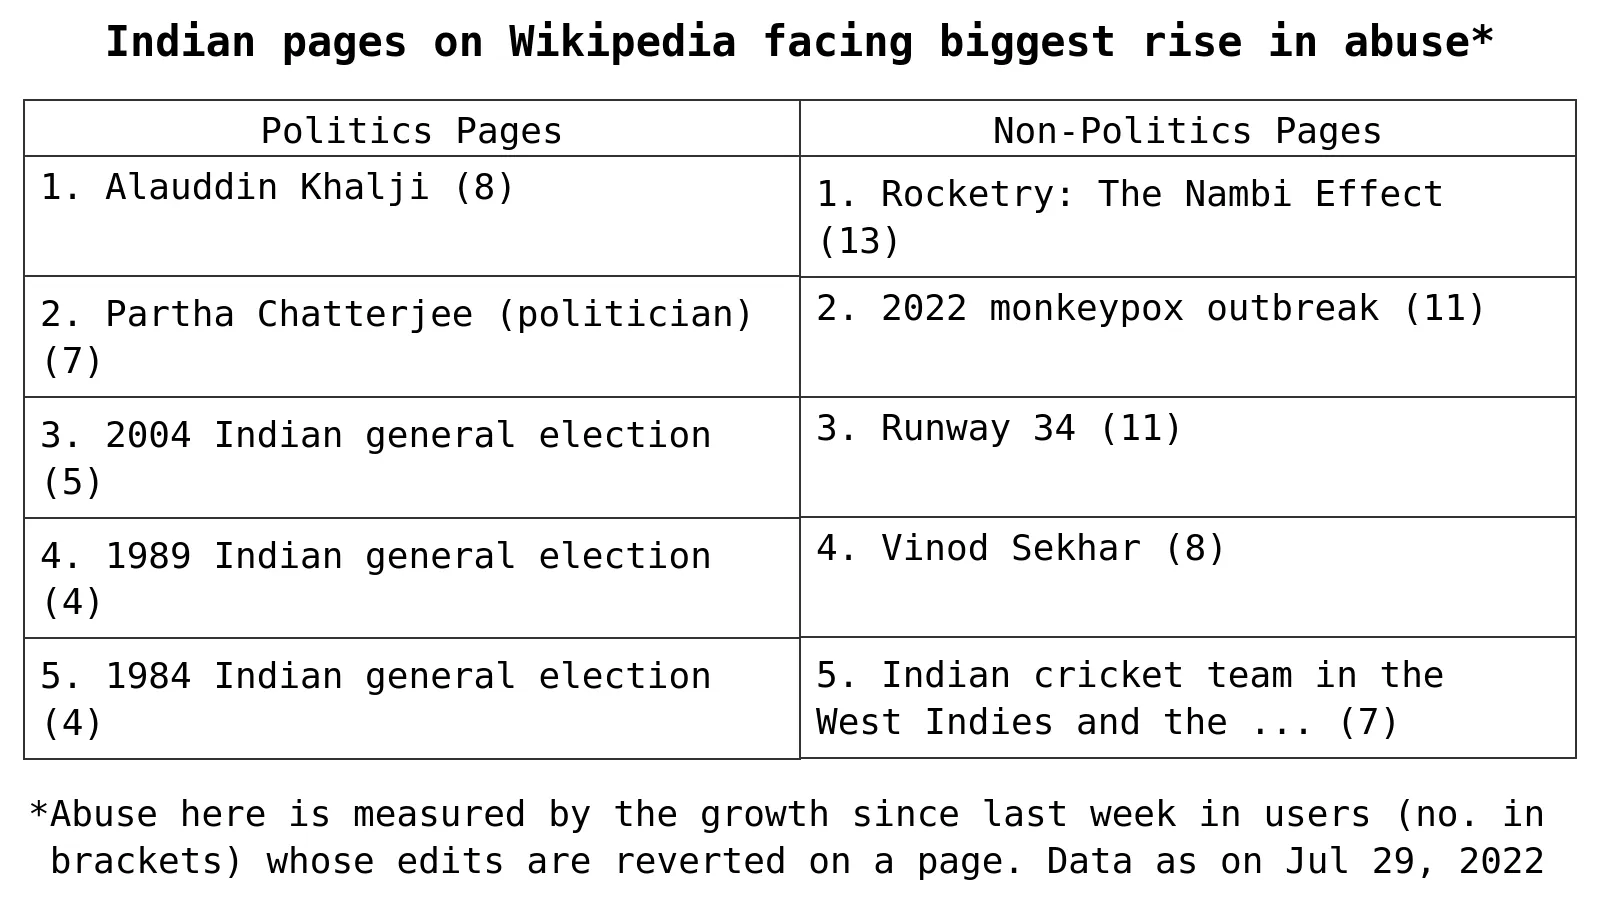 Indian pages on Wikipedia facing biggest rise in abuse*
Politics Pages
Non-Politics Pages
1. Alauddin Khalji (8)
1. Rocketry: The Nambi Effect
(13)
2. Partha Chatterjee (politician)
(7)
2. 2022 monkeypox outbreak (11)
3. 2004 Indian general election
(5)
3. Runway 34 (11)
4. 1989 Indian general election
(4)
4. Vinod Sekhar (8)
5. 1984 Indian general election
(4)
5. Indian cricket team in the
West Indies and the ... (7)
*Abuse here is measured by the growth since last week in users (no. in
brackets) whose edits are reverted on a page. Data as on Jul 29, 2022